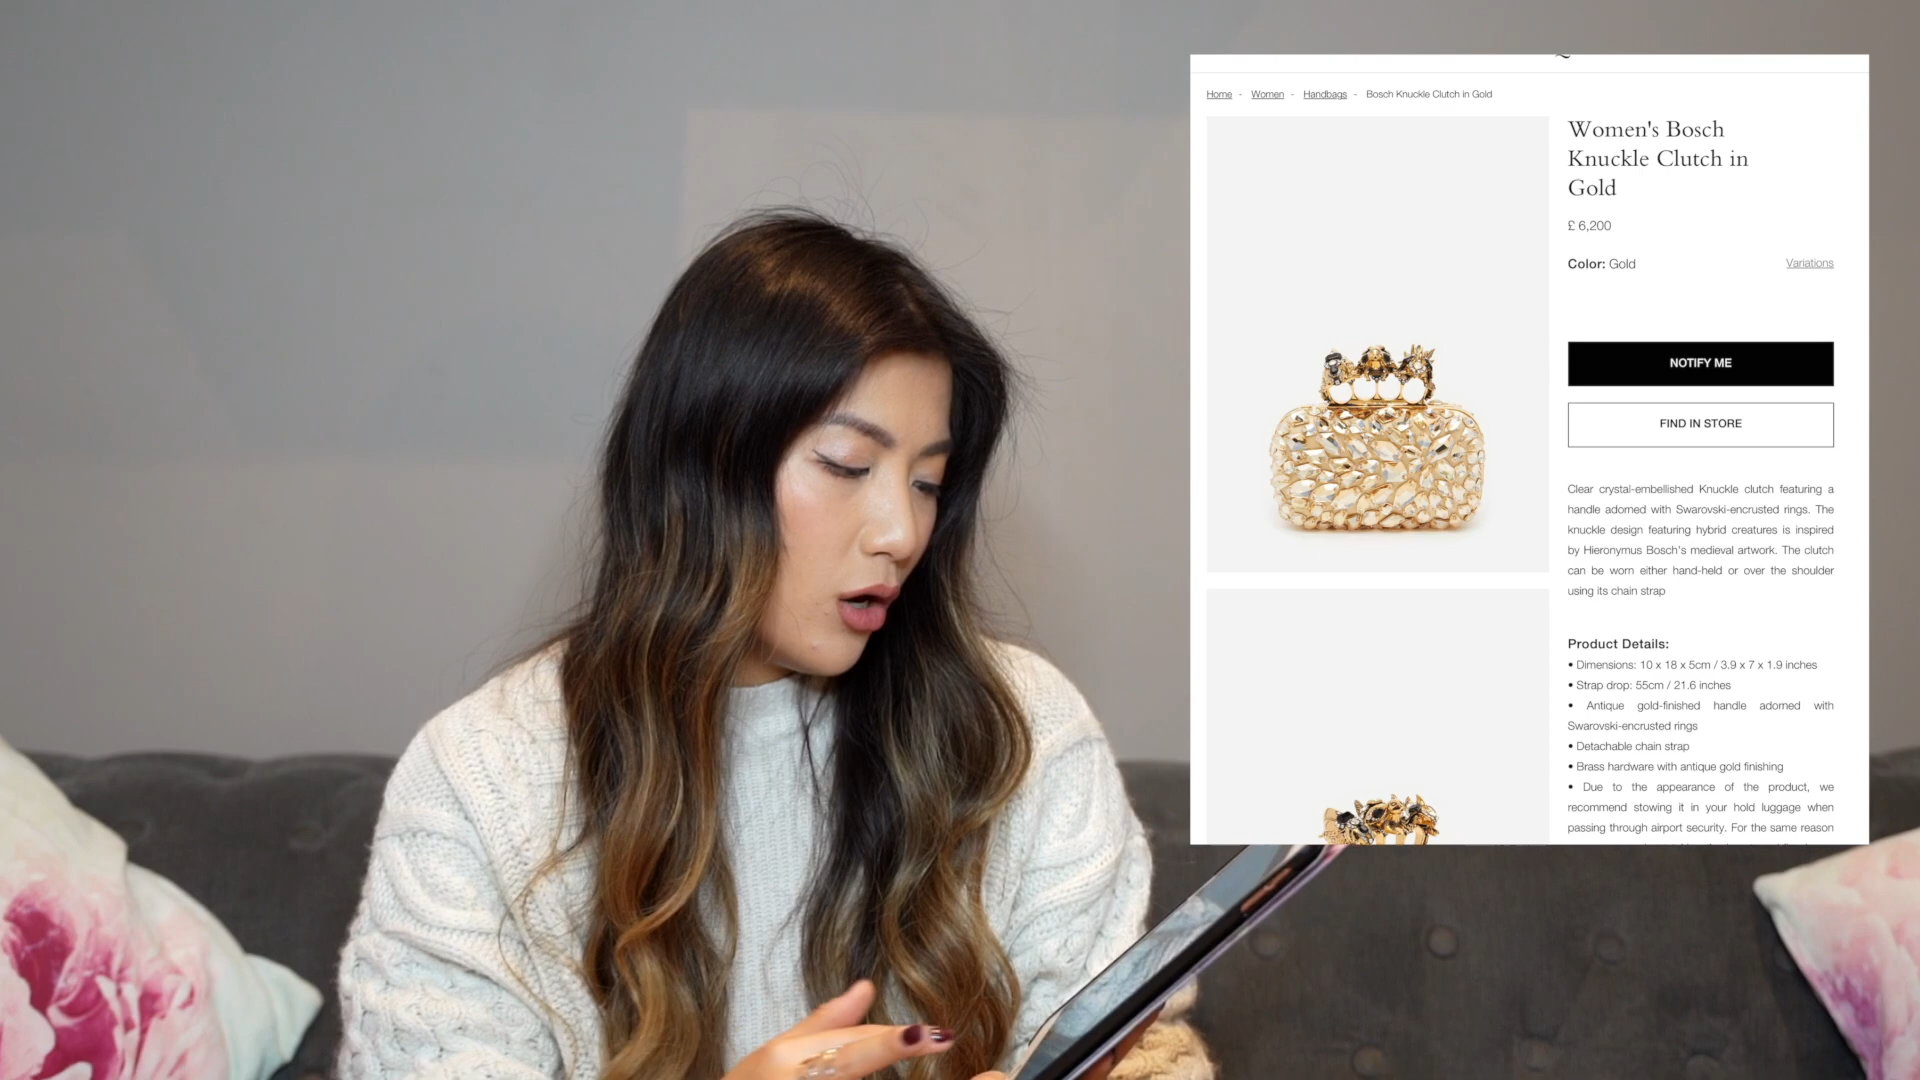 Home - Women - Handbags - Bosch Knuckle Clutch in Gold
Women's Bosch
Knuckle Clutch in
Gold
£ 6,200
Color: Gold
Variations
NOTIFY ME
FIND IN STORE
Clear crystal-embellished Knuckle clutch featuring a
handle adorned with Swarovski-encrusted rings. The
knuckle design featuring hybrid creatures is inspired
by Hieronymus Bosch's medieval artwork. The clutch
can be worn either hand-held or over the shoulder
using its chain strap
Product Details:
• Dimensions: 10 x 18 x 5cm / 3.9 x 7 x 1.9 inches
• Strap drop: 55cm / 21.6 inches
• Antique gold-finished handle adorned with
Swarovski-encrusted rings
• Detachable chain strap
• Brass hardware with antique gold finishing
• Due to the appearance of the product, we
recommend stowing it in your hold luggage when
passing through airport security. For the same reason